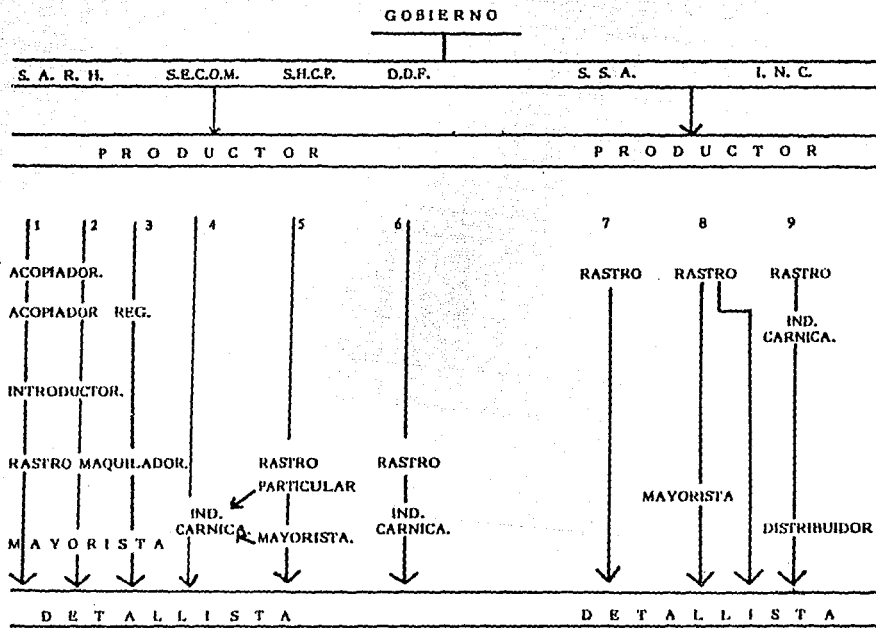 GOBIERNO
S. A. R. H. S.E.C.O.M. S.H.C.P. D.D.F. S. S. A. I. N. C.
PRODUCTOR PRODUCTOR
1 2 3 4 5 6 7 8 9
ACOPIADOR. RASTRO RASTRO RASTRO
ACOPIADOR REG. IND.
CARNICA.
INTRODUCTOR.
RASTRO MAQUILADOR. RASTRO RASTRO
PARTICULAR
MAYORISTA
IND. IND.
CARNICA. CARNICA. DISTRIBUIDOR
MAYORISTA MAYORISTA.
DETALLISTA DETALLISTA